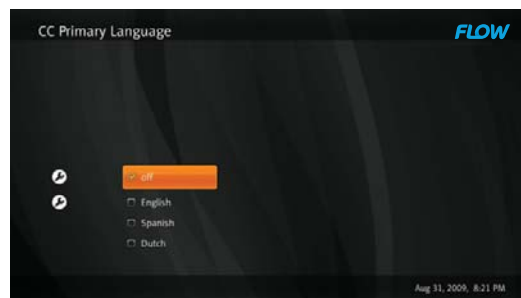 CC Primary Language
FLOW
off
English
Spanish
Dutch
Aug 31, 2009, 8:21 PM